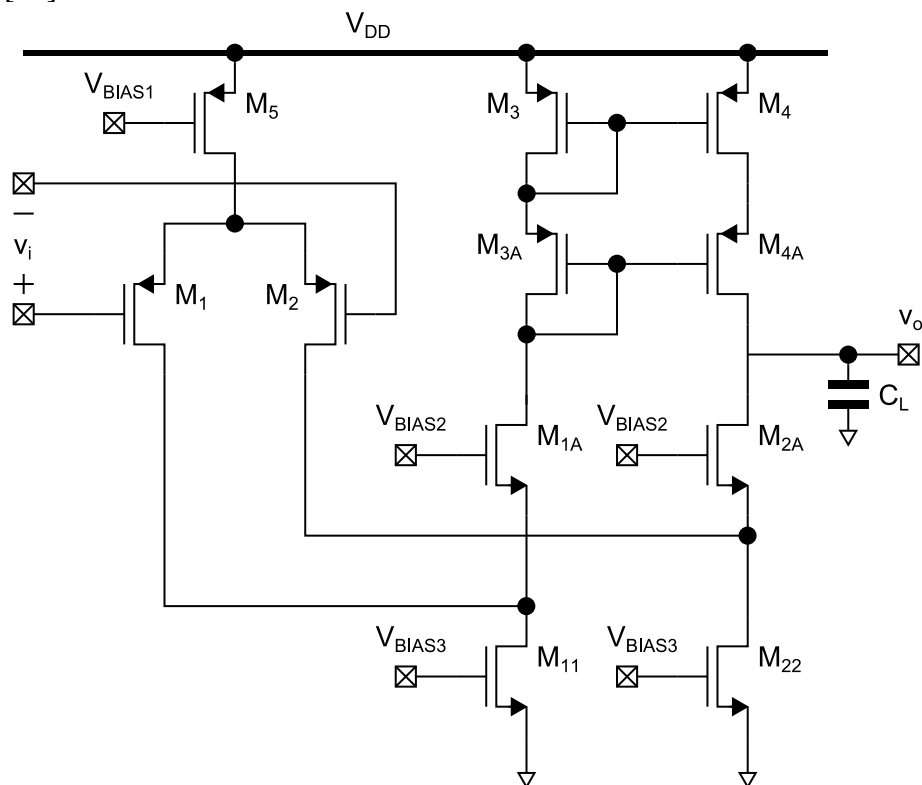 V_DD
V_BIAS1
M_5
M_3
M_4
−
v_i
+
M_1
M_2
M_3A
M_4A
v_o
C_L
V_BIAS2
M_1A
V_BIAS2
M_2A
V_BIAS3
M_11
V_BIAS3
M_22